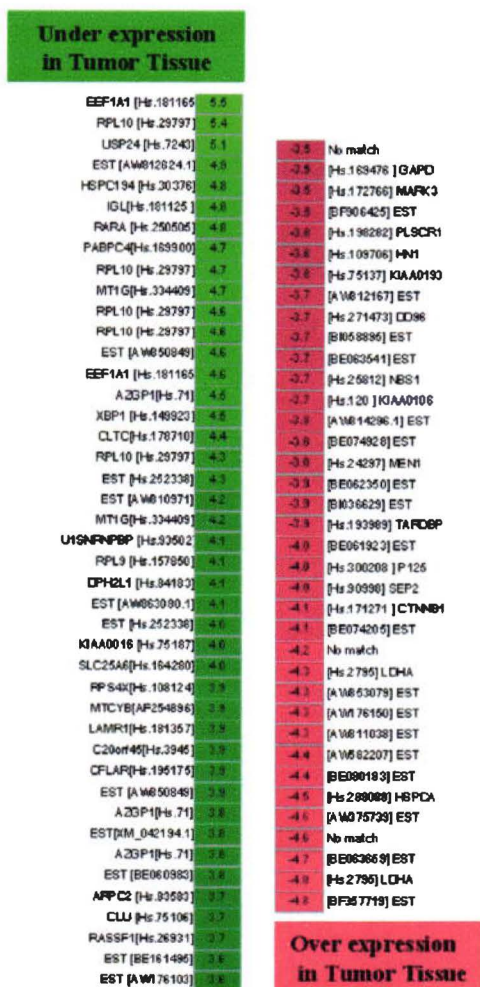 Under expression
in Tumor Tissue
EEF1A1 [Hs.181165 5.5
RPL10 [Hs.29797] 5.4
USP24 [Hs.7243] 5.1
EST [AW812624.1] 4.9
HSPC194 [Hs.30376] 4.8
IGL[Hs.181125 ] 4.8
RARA [Hs.250505] 4.8
PABPC4[Hs.169900] 4.7
RPL10 [Hs.29797] 4.7
MT1G[Hs.334409] 4.7
RPL10 [Hs.29797] 4.6
RPL10 [Hs.29797] 4.6
EST [AW850849] 4.6
EEF1A1 [Hs.181165 4.6
AZGP1[Hs.71] 4.5
XBP1 [Hs.149923] 4.5
CLTC[Hs.178710] 4.4
RPL10 [Hs.29797] 4.3
EST [Hs.252338] 4.3
EST [AW810971] 4.2
MT1G[Hs.334409] 4.2
U1SNRNPBP [Hs.93502] 4.1
RPL9 [Hs.157850] 4.1
DPH2L1 [Hs.84183] 4.1
EST [AW863090.1] 4.1
EST [Hs.252338] 4.0
KIAA0016 [Hs.75187] 4.0
SLC25A6[Hs.164280] 4.0
RPS4X[Hs.108124] 3.9
MTCYB[AF254896] 3.9
LAMR1[Hs.181357] 3.9
C20orf45[Hs.3945] 3.9
CFLAR[Hs.195175] 3.9
EST [AW850849] 3.9
AZGP1[Hs.71] 3.8
EST[XM_042194.1] 3.8
AZGP1[Hs.71] 3.8
EST [BE060983] 3.8
ARPC2 [Hs.83583] 3.7
CLU [Hs.75106] 3.7
RASSF1[Hs.26931] 3.7
EST [BE161495] 3.6
EST [AW176103] 3.6
-3.5 No match
-3.5 [Hs.169476 ] GAPD
-3.5 [Hs.172766] MARK3
-3.5 [BF906425] EST
-3.6 [Hs.198282] PLSCR1
-3.6 [Hs.109706] HN1
-3.6 [Hs.75137] KIAA0193
-3.7 [AW812167] EST
-3.7 [Hs.271473] DD96
-3.7 [BI058895] EST
-3.7 [BE063541] EST
-3.7 [Hs.25812] NBS1
-3.7 [Hs.120 ] KIAA0106
-3.8 [AW814296.1] EST
-3.8 [BE074928] EST
-3.8 [Hs.24297] MEN1
-3.9 [BE062350] EST
-3.9 [BI036629] EST
-3.9 [Hs.193989] TARDBP
-4.0 [BE061923] EST
-4.0 [Hs.300208 ] P125
-4.0 [Hs.90998] SEP2
-4.1 [Hs.171271 ] CTNNB1
-4.1 [BE074205] EST
-4.2 No match
-4.3 [Hs.2795] LDHA
-4.3 [AW853079] EST
-4.3 [AW176150] EST
-4.3 [AW811038] EST
-4.4 [AW582207] EST
-4.4 [BE080183] EST
-4.5 [Hs.289088] HSPCA
-4.6 [AW375739] EST
-4.6 No match
-4.7 [BE063659] EST
-4.8 [Hs.2795] LDHA
-4.8 [BF357719] EST
Over expression
in Tumor Tissue